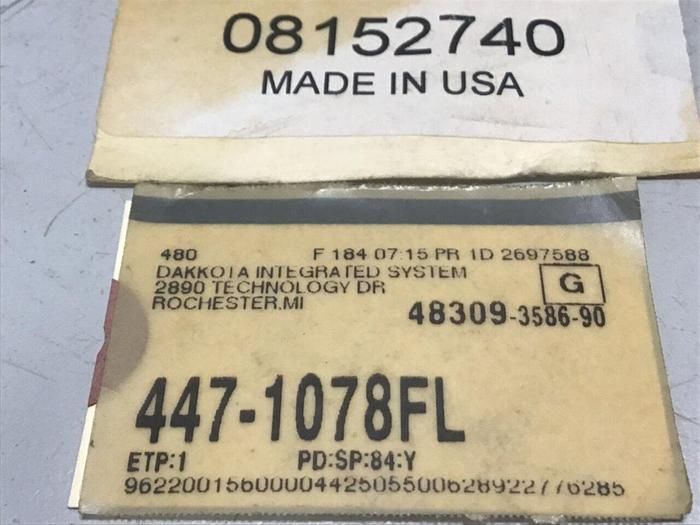 08152740
MADE IN USA
480 F 184 07:15 PR 1D 2697588
DAKKOTA INTEGRATED SYSTEM
2890 TECHNOLOGY DR G
ROCHESTER.MI 48309-3586-90
447-1078FL
ETP:1 PD:SP:84:Y
9622001560000442505500628922776285